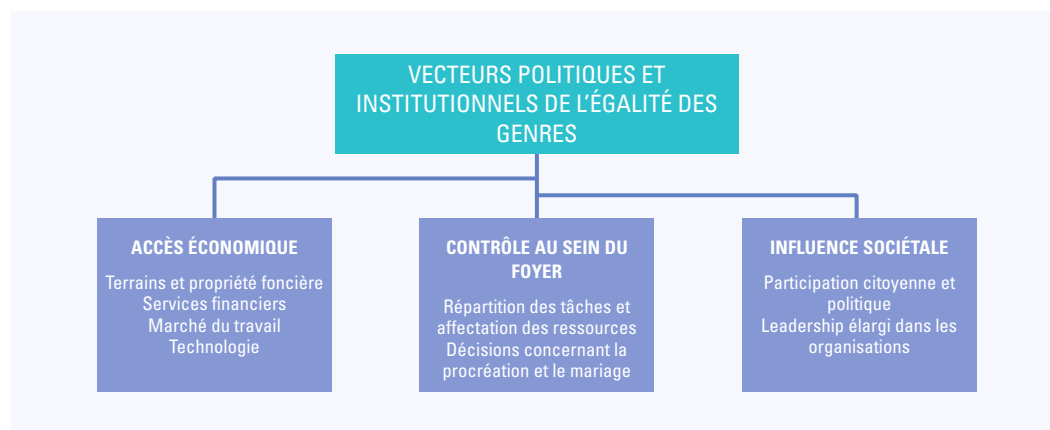 VECTEURS POLITIQUES ET
INSTITUTIONNELS DE L'ÉGALITÉ DES
GENRES
ACCÈS ÉCONOMIQUE
Terrains et propriété foncière
Services financiers
Marché du travail
Technologie
CONTRÔLE AU SEIN DU
FOYER
Répartition des tâches et
affectation des ressources
Décisions concernant la
procréation et le mariage
INFLUENCE SOCIÉTALE
Participation citoyenne et
politique
Leadership élargi dans les
organisations